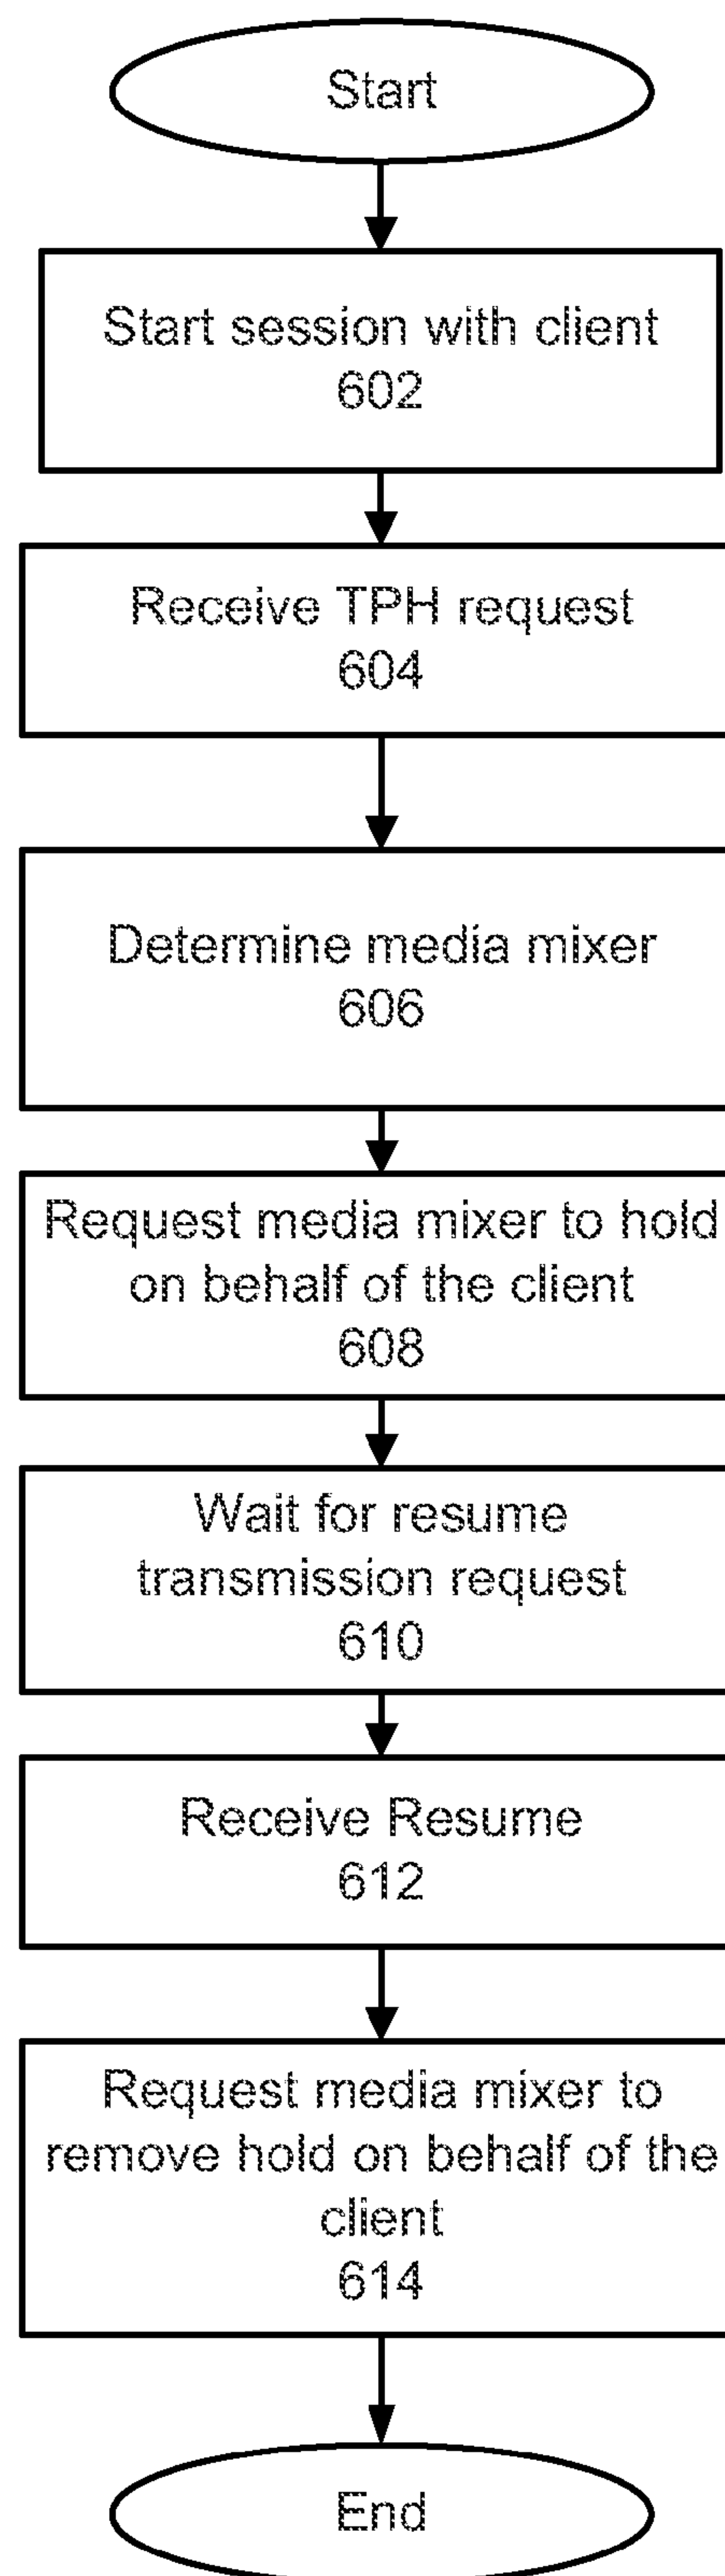 Start
Start session with client
602
Receive TPH request
604
Determine media mixer
606
Request media mixer to hold
on behalf of the client
608
Wait for resume
transmission request
610
Receive Resume
612
Request media mixer to
remove hold on behalf of the
client
614
End